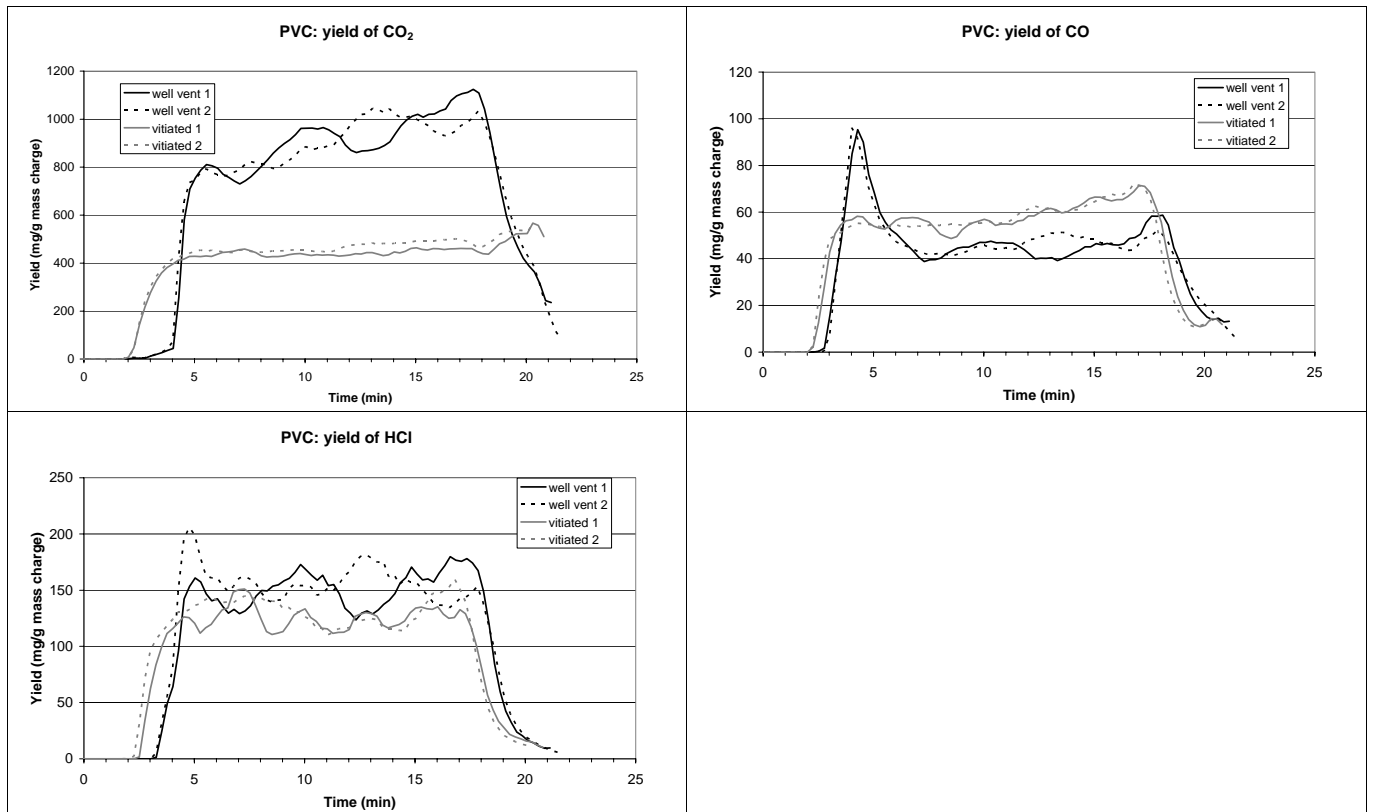 PVC: yield of CO₂
Yield (mg/g mass charge)
1200
1000
800
600
400
200
0
well vent 1
well vent 2
vitiated 1
vitiated 2
0 5 10 15 20 25
Time (min)
PVC: yield of CO
Yield (mg/g mass charge)
120
100
80
60
40
20
0
well vent 1
well vent 2
vitiated 1
vitiated 2
0 5 10 15 20 25
Time (min)
PVC: yield of HCl
Yield (mg/g mass charge)
250
200
150
100
50
0
well vent 1
well vent 2
vitiated 1
vitiated 2
0 5 10 15 20 25
Time (min)